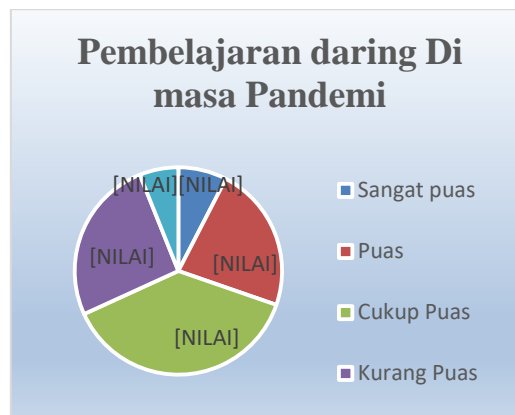 Pembelajaran daring Di
masa Pandemi
[NILAI][NILAI]
[NILAI]
[NILAI]
[NILAI]
Sangat puas
Puas
Cukup Puas
Kurang Puas